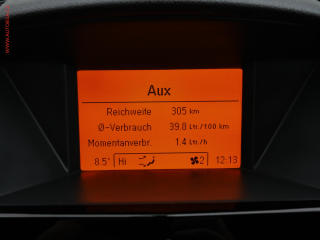 Aux
Reichweite 305 km
Ø-Verbrauch 39.8 Ltr./100 km
Momentanverbr. 1.4 Ltr./h
8.5° Hi 2 12:13